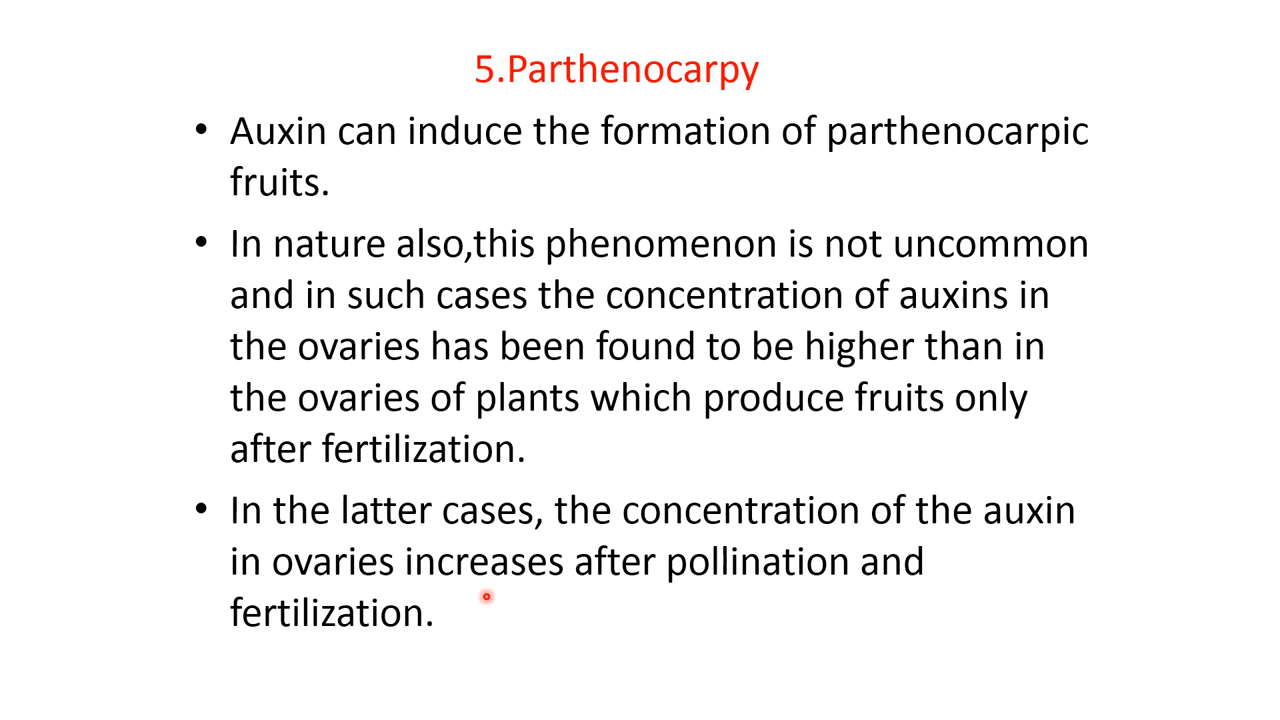 5.Parthenocarpy
• Auxin can induce the formation of parthenocarpic
fruits.
• In nature also,this phenomenon is not uncommon
and in such cases the concentration of auxins in
the ovaries has been found to be higher than in
the ovaries of plants which produce fruits only
after fertilization.
• In the latter cases, the concentration of the auxin
in ovaries increases after pollination and
fertilization.